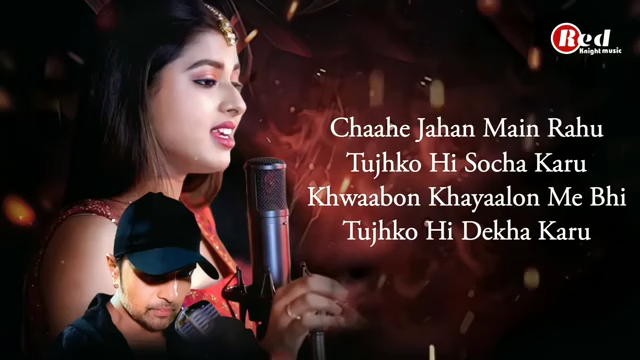 Red
Knight music
Chaahe Jahan Main Rahu
Tujhko Hi Socha Karu
Khwaabon Khayaalon Me Bhi
Tujhko Hi Dekha Karu